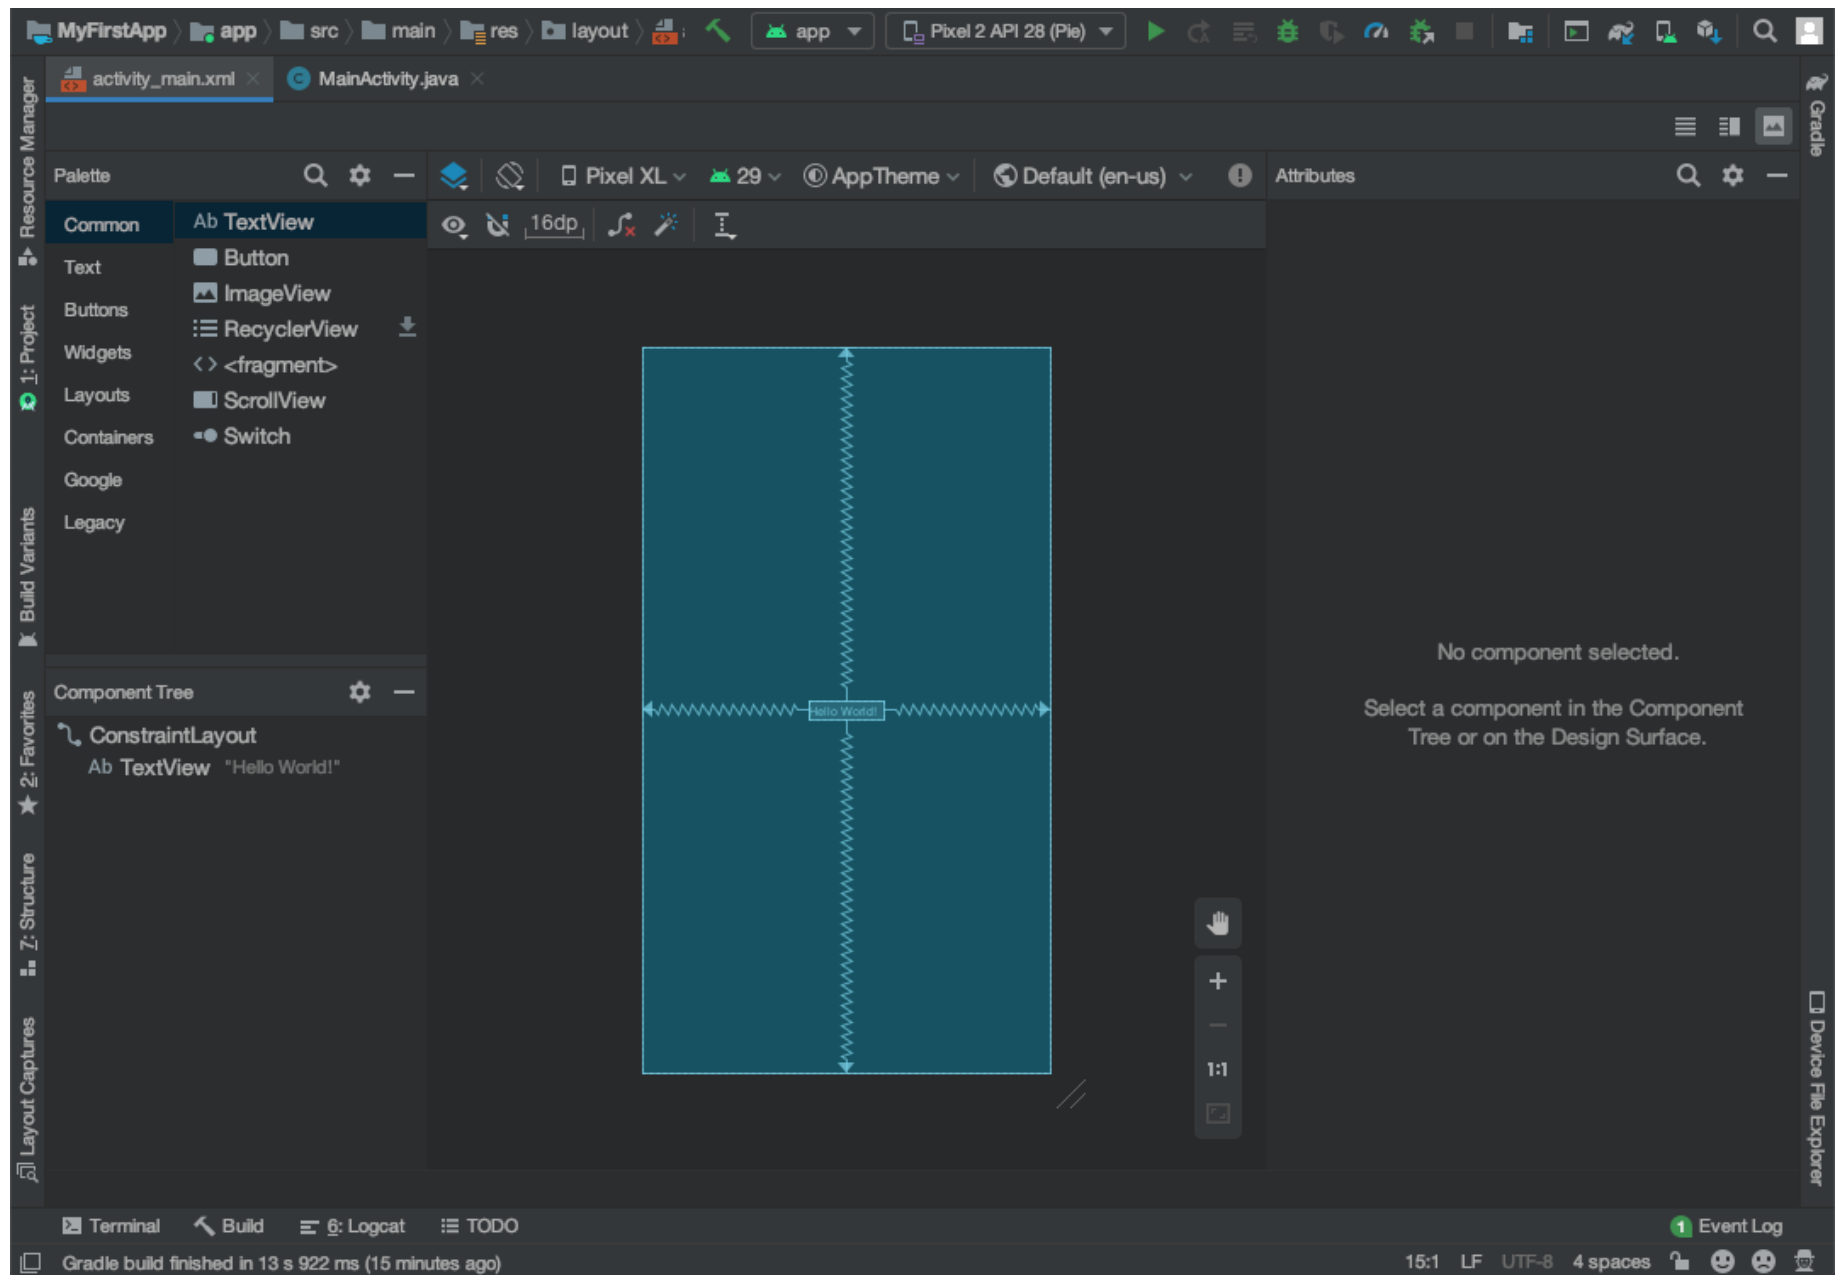 MyFirstApp app src main res layout app Pixel 2 API 28 (Pie)
activity_main.xml MainActivity.java
Resource Manager
1: Project
Build Variants
2: Favorites
7: Structure
Layout Captures
Palette
Common
Text
Buttons
Widgets
Layouts
Containers
Google
Legacy
Ab TextView
Button
ImageView
RecyclerView
<> <fragment>
ScrollView
Switch
Component Tree
ConstraintLayout
Ab TextView "Hello World!"
Pixel XL 29 AppTheme Default (en-us)
16dp
Hello World!
1:1
Attributes
No component selected.
Select a component in the Component
Tree or on the Design Surface.
Gradle
Device File Explorer
Terminal Build 6: Logcat TODO 1 Event Log
Gradle build finished in 13 s 922 ms (15 minutes ago) 15:1 LF UTF-8 4 spaces